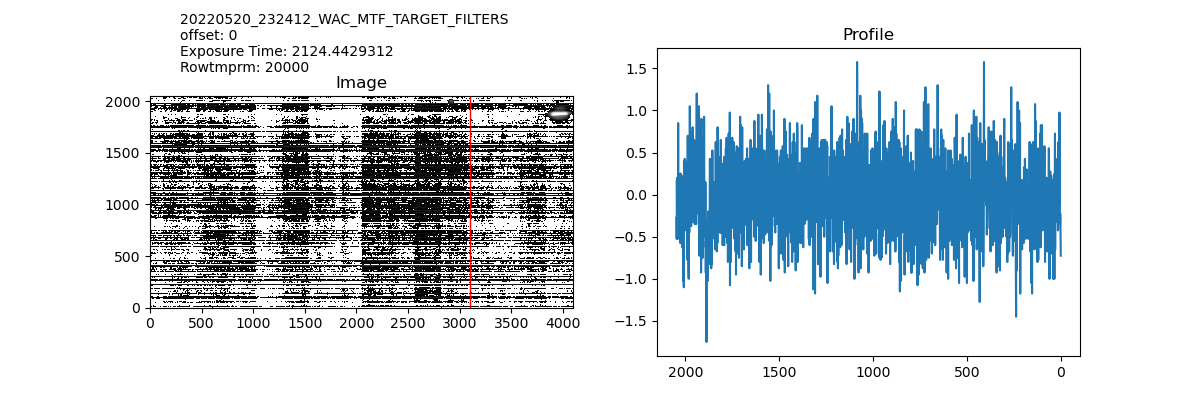 20220520_232412_WAC_MTF_TARGET_FILTERS
offset: 0
Exposure Time: 2124.4429312
Rowtmprm: 20000
Image
2000
1500
1000
500
0
0 500 1000 1500 2000 2500 3000 3500 4000
Profile
1.5
1.0
0.5
0.0
−0.5
−1.0
−1.5
2000 1500 1000 500 0